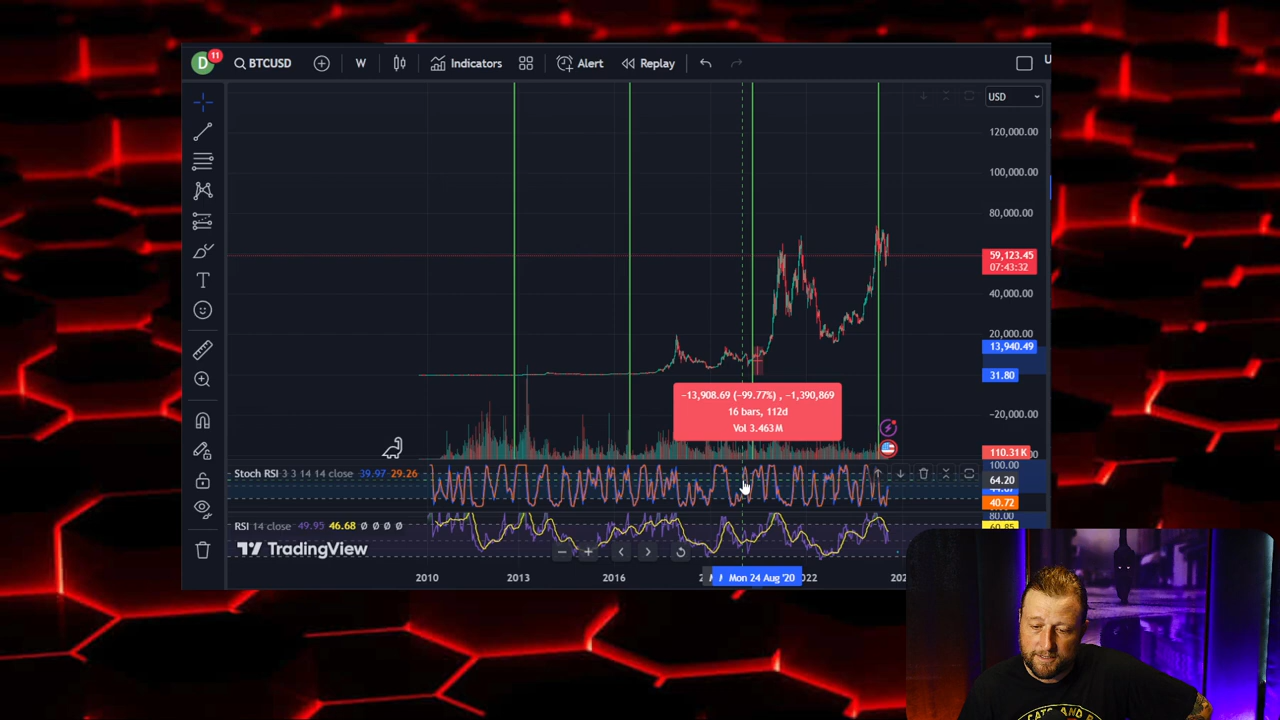 D 11 BTCUSD W Indicators Alert Replay U
USD
120,000.00
100,000.00
80,000.00
59,123.45
07:43:32
40,000.00
20,000.00
13,940.49
31.80
−20,000.00
−13,908.69 (−99.77%) , −1,390,869
16 bars, 112d
Vol 3.463M
110.31K
100.00
Stoch RSI 3 3 14 14 close 39.97 29.26
64.20
40.72
80.00
RSI 14 close 49.95 46.68 Ø Ø Ø Ø
TradingView
2010 2013 2016 Mon 24 Aug '20
CATS AND